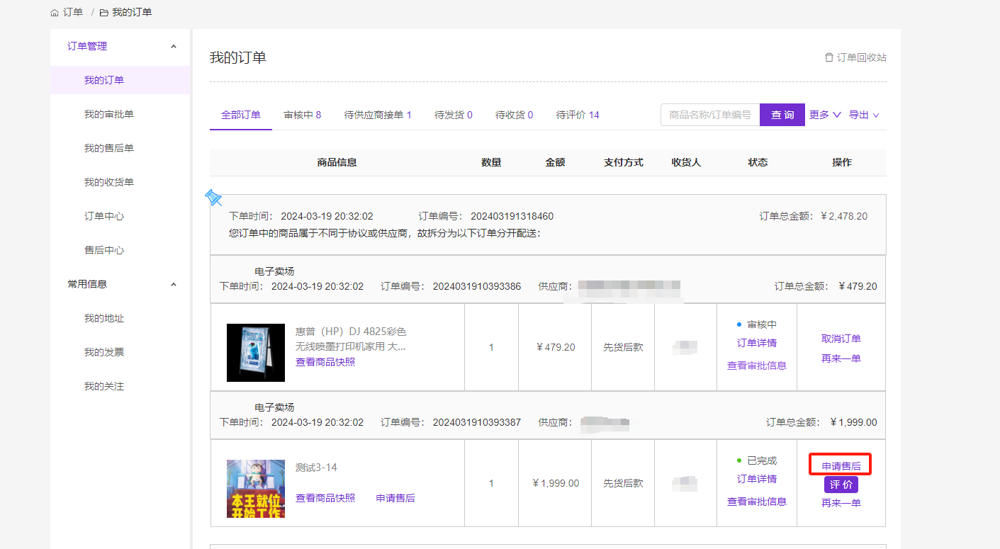 订单 / 我的订单
订单管理
我的订单
我的审批单
我的售后单
我的收货单
订单中心
售后中心
常用信息
我的地址
我的发票
我的关注
我的订单
订单回收站
全部订单 审核中 8 待供应商接单 1 待发货 0 待收货 0 待评价 14
商品名称/订单编号 查 询 更多 导出
商品信息 数量 金额 支付方式 收货人 状态 操作
下单时间： 2024-03-19 20:32:02 订单编号： 202403191318460 订单总金额：￥2,478.20
您订单中的商品属于不同于协议或供应商，故拆分为以下订单分开配送：
电子卖场
下单时间： 2024-03-19 20:32:02 订单编号： 2024031910393386 供应商： 订单总金额： ￥479.20
惠普（HP）DJ 4825彩色
无线喷墨打印机家用 大...
查看商品快照
1
￥479.20
先货后款
审核中
订单详情
查看审批信息
取消订单
再来一单
电子卖场
下单时间： 2024-03-19 20:32:02 订单编号： 2024031910393387 供应商： 订单总金额： ￥1,999.00
本王就位
开始工作
测试3-14
查看商品快照 申请售后
1
￥1,999.00
先货后款
已完成
订单详情
查看审批信息
申请售后
评 价
再来一单